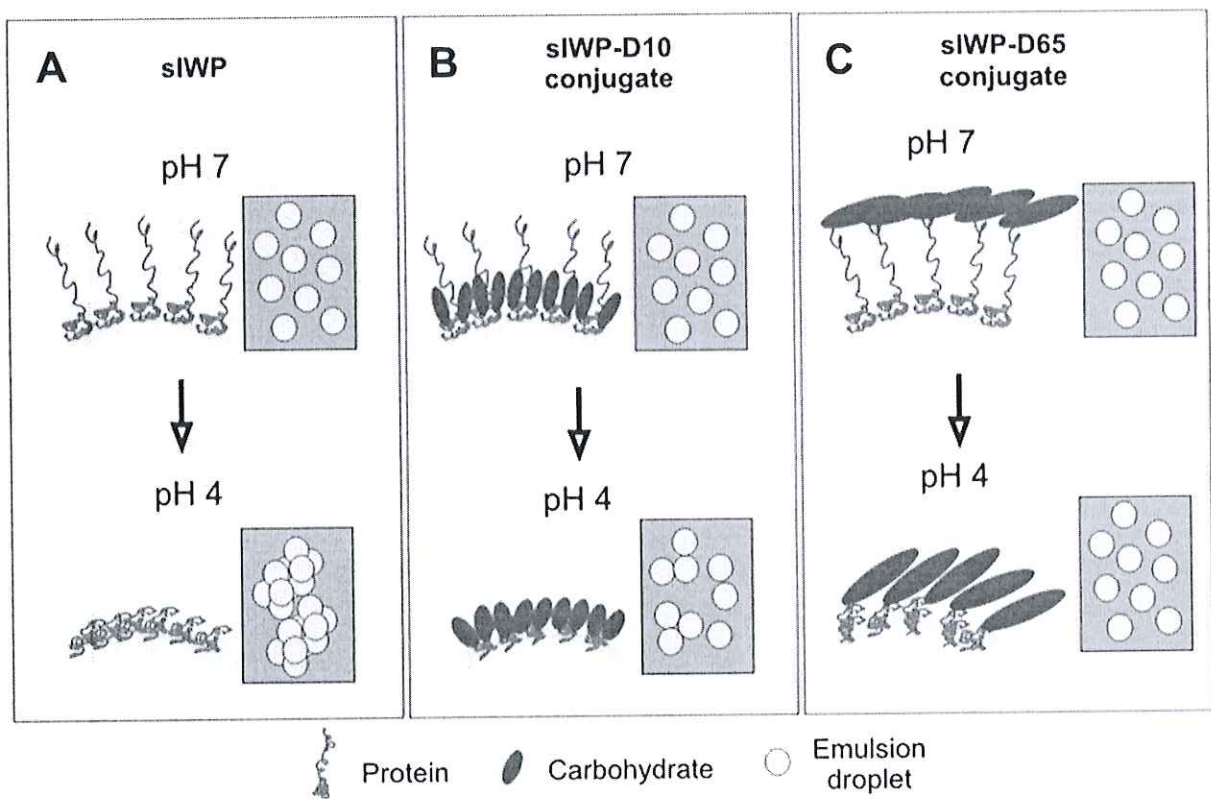 A
sIWP
pH 7
pH 4
B
sIWP-D10
conjugate
pH 7
pH 4
C
sIWP-D65
conjugate
pH 7
pH 4
Protein
Carbohydrate
Emulsion
droplet